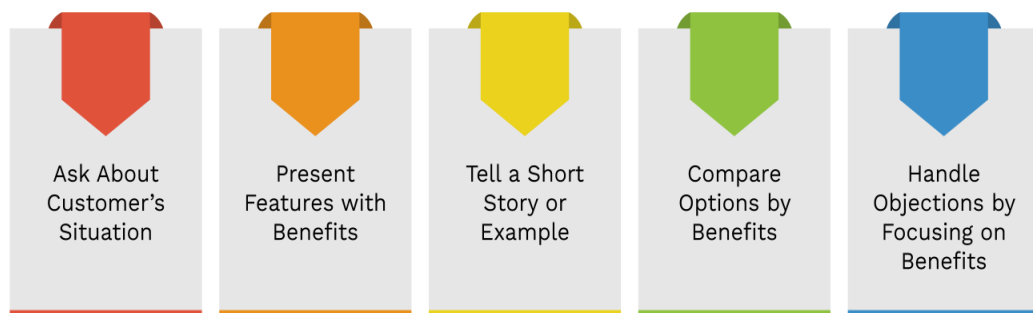 Ask About
Customer’s
Situation
Present
Features with
Benefits
Tell a Short
Story or
Example
Compare
Options by
Benefits
Handle
Objections by
Focusing on
Benefits